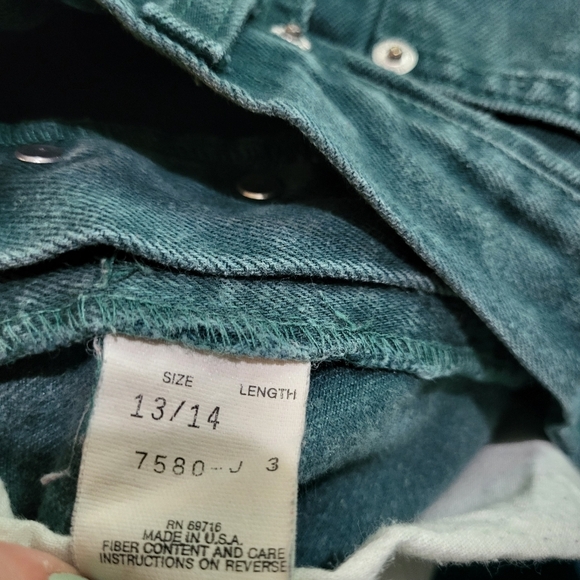 SIZE LENGTH
13/14
7580-J 3
RN 69716
MADE IN U.S.A.
FIBER CONTENT AND CARE
INSTRUCTIONS ON REVERSE